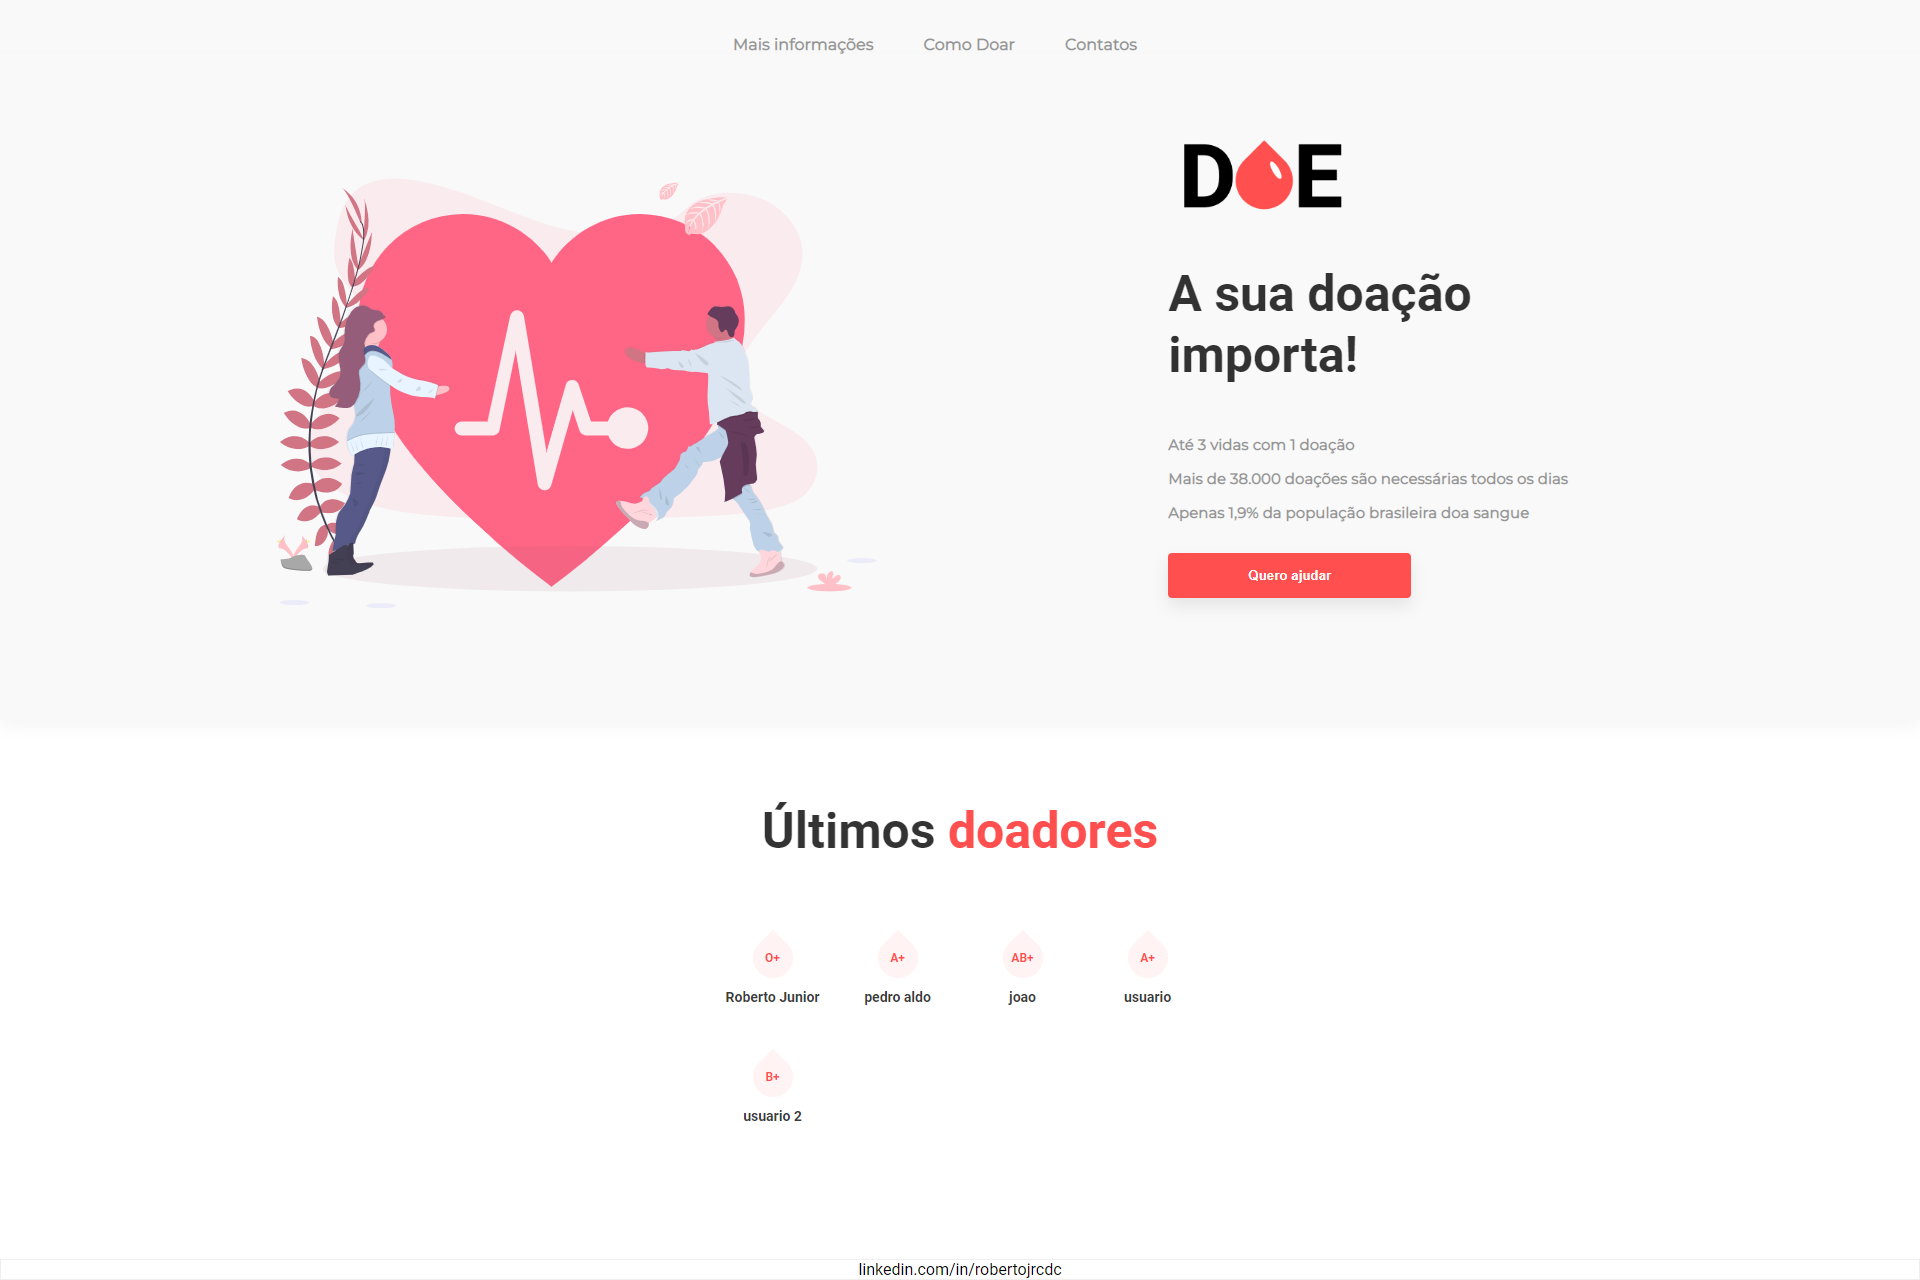 Mais informações Como Doar Contatos
DOE
A sua doação
importa!
Até 3 vidas com 1 doação
Mais de 38.000 doações são necessárias todos os dias
Apenas 1,9% da população brasileira doa sangue
Quero ajudar
Últimos doadores
O+ A+ AB+ A+
Roberto Junior pedro aldo joao usuario
B+
usuario 2
linkedin.com/in/robertojrcdc